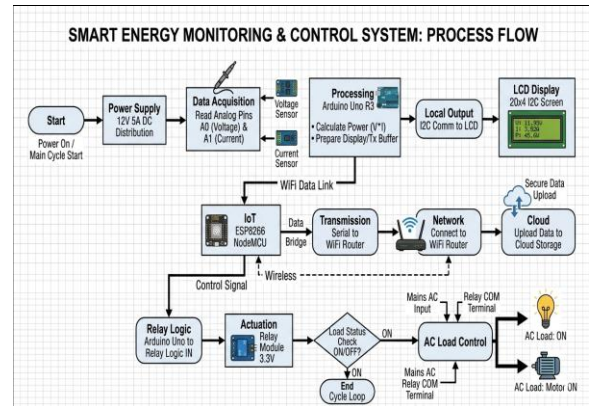 SMART ENERGY MONITORING & CONTROL SYSTEM: PROCESS FLOW
Start
Power On /
Main Cycle Start
Power Supply
12V 5A DC
Distribution
Data Acquisition
Read Analog Pins
A0 (Voltage) &
A1 (Current)
Voltage
Sensor
Current
Sensor
Processing
Arduino Uno R3
• Calculate Power (V*I)
• Prepare Display/Tx Buffer
Local Output
I2C Comm to LCD
LCD Display
20x4 I2C Screen
WiFi Data Link
IoT
ESP8266
NodeMCU
Data
Bridge
Transmission
Serial to
WiFi Router
Network
Connect to
WiFi Router
Secure Data
Upload
Cloud
Upload Data to
Cloud Storage
Wireless
Control Signal
Relay Logic
Arduino Uno to
Relay Logic IN
Actuation
Relay
Module
3.3V
Load Status
Check
ON/OFF?
ON
ON
End
Cycle Loop
Mains AC
Input
Relay COM
Terminal
AC Load Control
Mains AC
Relay COM
Terminal
AC Load: ON
AC Load: Motor ON